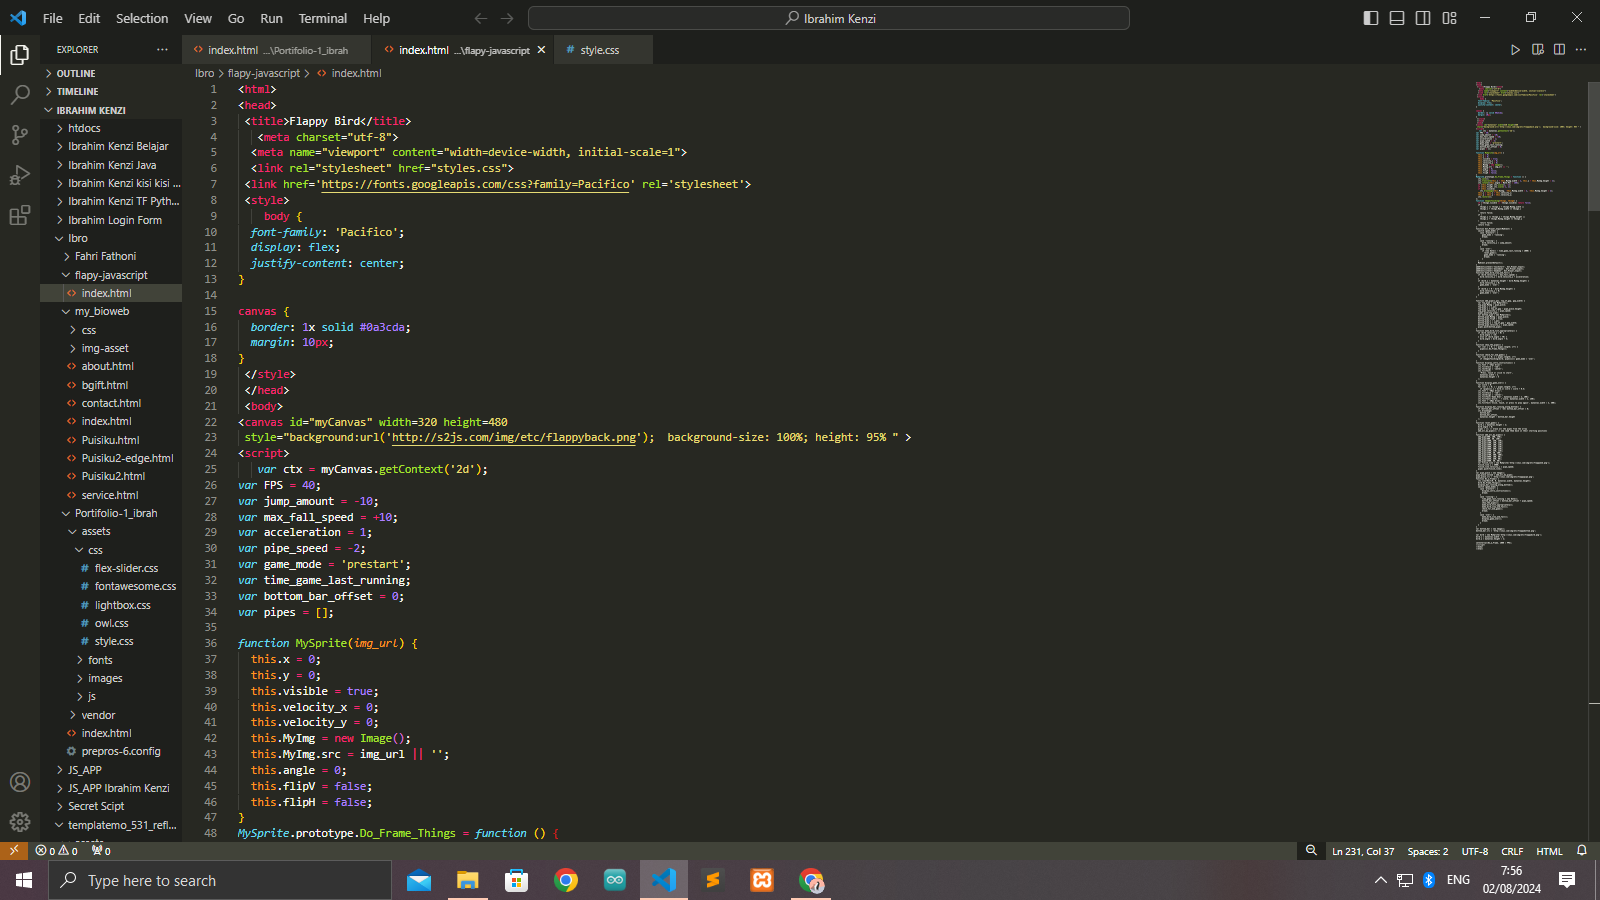 File Edit Selection View Go Run Terminal Help
Ibrahim Kenzi
EXPLORER
index.html ...\Portifolio-1_ibrah
index.html ...\flapy-javascript
style.css
OUTLINE
TIMELINE
IBRAHIM KENZI
htdocs
Ibrahim Kenzi Belajar
Ibrahim Kenzi Java
Ibrahim Kenzi kisi kisi ...
Ibrahim Kenzi TF Pyth...
Ibrahim Login Form
Ibro
Fahri Fathoni
flapy-javascript
index.html
my_bioweb
css
img-asset
about.html
bgift.html
contact.html
index.html
Puisiku.html
Puisiku2-edge.html
Puisiku2.html
service.html
Portifolio-1_ibrah
assets
css
flex-slider.css
fontawesome.css
lightbox.css
owl.css
style.css
fonts
images
js
vendor
index.html
prepros-6.config
JS_APP
JS_APP Ibrahim Kenzi
Secret Scipt
templatemo_531_refl...
Ibro > flapy-javascript > index.html
1 <html>
2 <head>
3 <title>Flappy Bird</title>
4 <meta charset="utf-8">
5 <meta name="viewport" content="width=device-width, initial-scale=1">
6 <link rel="stylesheet" href="styles.css">
7 <link href='https://fonts.googleapis.com/css?family=Pacifico' rel='stylesheet'>
8 <style>
9 body {
10 font-family: 'Pacifico';
11 display: flex;
12 justify-content: center;
13 }
14
15 canvas {
16 border: 1x solid #0a3cda;
17 margin: 10px;
18 }
19 </style>
20 </head>
21 <body>
22 <canvas id="myCanvas" width=320 height=480
23 style="background:url('http://s2js.com/img/etc/flappyback.png'); background-size: 100%; height: 95% " >
24 <script>
25 var ctx = myCanvas.getContext('2d');
26 var FPS = 40;
27 var jump_amount = -10;
28 var max_fall_speed = +10;
29 var acceleration = 1;
30 var pipe_speed = -2;
31 var game_mode = 'prestart';
32 var time_game_last_running;
33 var bottom_bar_offset = 0;
34 var pipes = [];
35
36 function MySprite(img_url) {
37 this.x = 0;
38 this.y = 0;
39 this.visible = true;
40 this.velocity_x = 0;
41 this.velocity_y = 0;
42 this.MyImg = new Image();
43 this.MyImg.src = img_url || '';
44 this.angle = 0;
45 this.flipV = false;
46 this.flipH = false;
47 }
48 MySprite.prototype.Do_Frame_Things = function () {
0 0 0
Ln 231, Col 37 Spaces: 2 UTF-8 CRLF HTML
Type here to search
ENG
7:56
02/08/2024